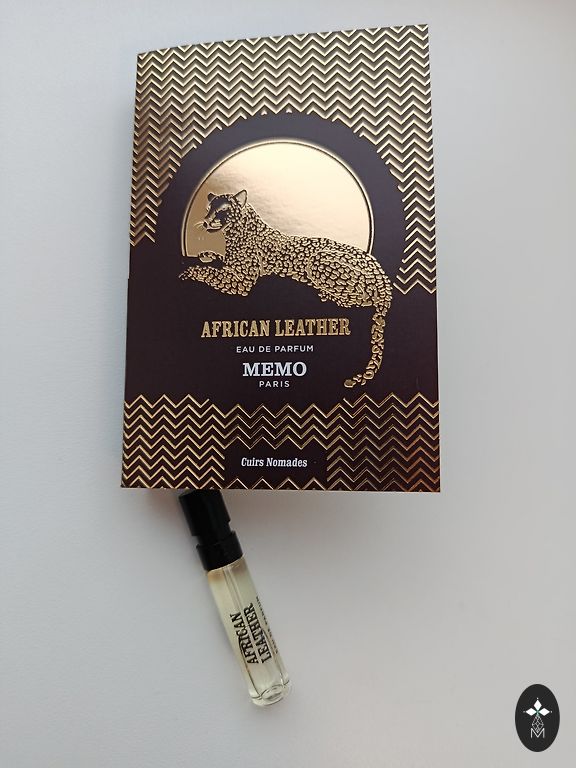 AFRICAN LEATHER
EAU DE PARFUM
MEMO
PARIS
Cuirs Nomades
AFRICAN
LEATHER